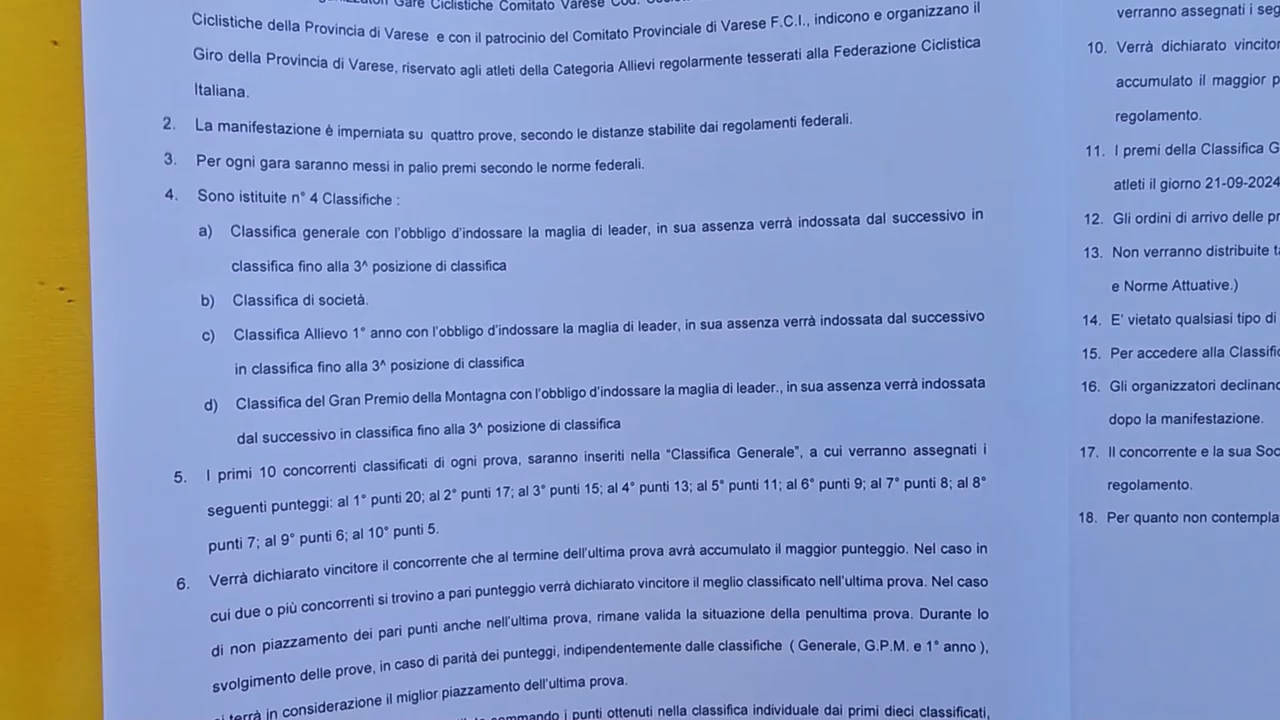 Gare Ciclistiche Comitato Varese Cod.
Ciclistiche della Provincia di Varese e con il patrocinio del Comitato Provinciale di Varese F.C.I., indicono e organizzano il
Giro della Provincia di Varese, riservato agli atleti della Categoria Allievi regolarmente tesserati alla Federazione Ciclistica
Italiana.
2. La manifestazione è imperniata su quattro prove, secondo le distanze stabilite dai regolamenti federali.
3. Per ogni gara saranno messi in palio premi secondo le norme federali.
4. Sono istituite n° 4 Classifiche :
a) Classifica generale con l'obbligo d'indossare la maglia di leader, in sua assenza verrà indossata dal successivo in
classifica fino alla 3^ posizione di classifica
b) Classifica di società.
c) Classifica Allievo 1° anno con l'obbligo d'indossare la maglia di leader, in sua assenza verrà indossata dal successivo
in classifica fino alla 3^ posizione di classifica
d) Classifica del Gran Premio della Montagna con l'obbligo d'indossare la maglia di leader., in sua assenza verrà indossata
dal successivo in classifica fino alla 3^ posizione di classifica
5. I primi 10 concorrenti classificati di ogni prova, saranno inseriti nella "Classifica Generale", a cui verranno assegnati i
seguenti punteggi: al 1° punti 20; al 2° punti 17; al 3° punti 15; al 4° punti 13; al 5° punti 11; al 6° punti 9; al 7° punti 8; al 8°
punti 7; al 9° punti 6; al 10° punti 5.
6. Verrà dichiarato vincitore il concorrente che al termine dell'ultima prova avrà accumulato il maggior punteggio. Nel caso in
cui due o più concorrenti si trovino a pari punteggio verrà dichiarato vincitore il meglio classificato nell'ultima prova. Nel caso
di non piazzamento dei pari punti anche nell'ultima prova, rimane valida la situazione della penultima prova. Durante lo
svolgimento delle prove, in caso di parità dei punteggi, indipendentemente dalle classifiche ( Generale, G.P.M. e 1° anno ),
terrà in considerazione il miglior piazzamento dell'ultima prova.
i punti ottenuti nella classifica individuale dai primi dieci classificati,
verranno assegnati i
10. Verrà dichiarato
accumulato il maggior
regolamento.
11. I premi della Classifica
atleti il giorno 21-09-2024
12. Gli ordini di arrivo delle
13. Non verranno distribuite
e Norme Attuative.)
14. E' vietato qualsiasi tipo di
15. Per accedere alla
16. Gli organizzatori
dopo la manifestazione.
17. Il concorrente e la sua
regolamento.
18. Per quanto non